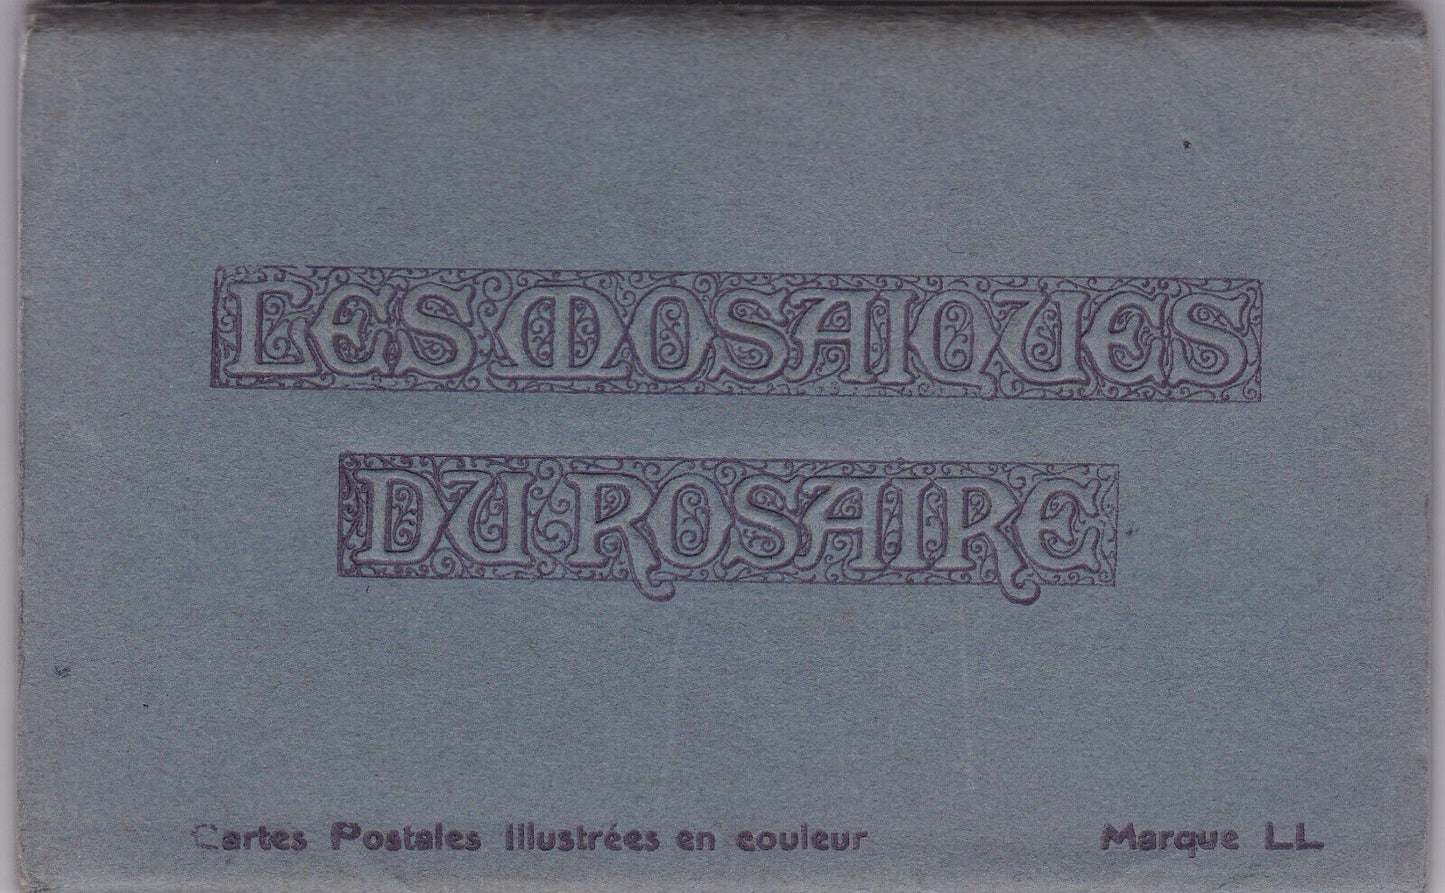 LES MOSAIQUES
DU ROSAIRE
Cartes Postales Illustrées en couleur Marque LL